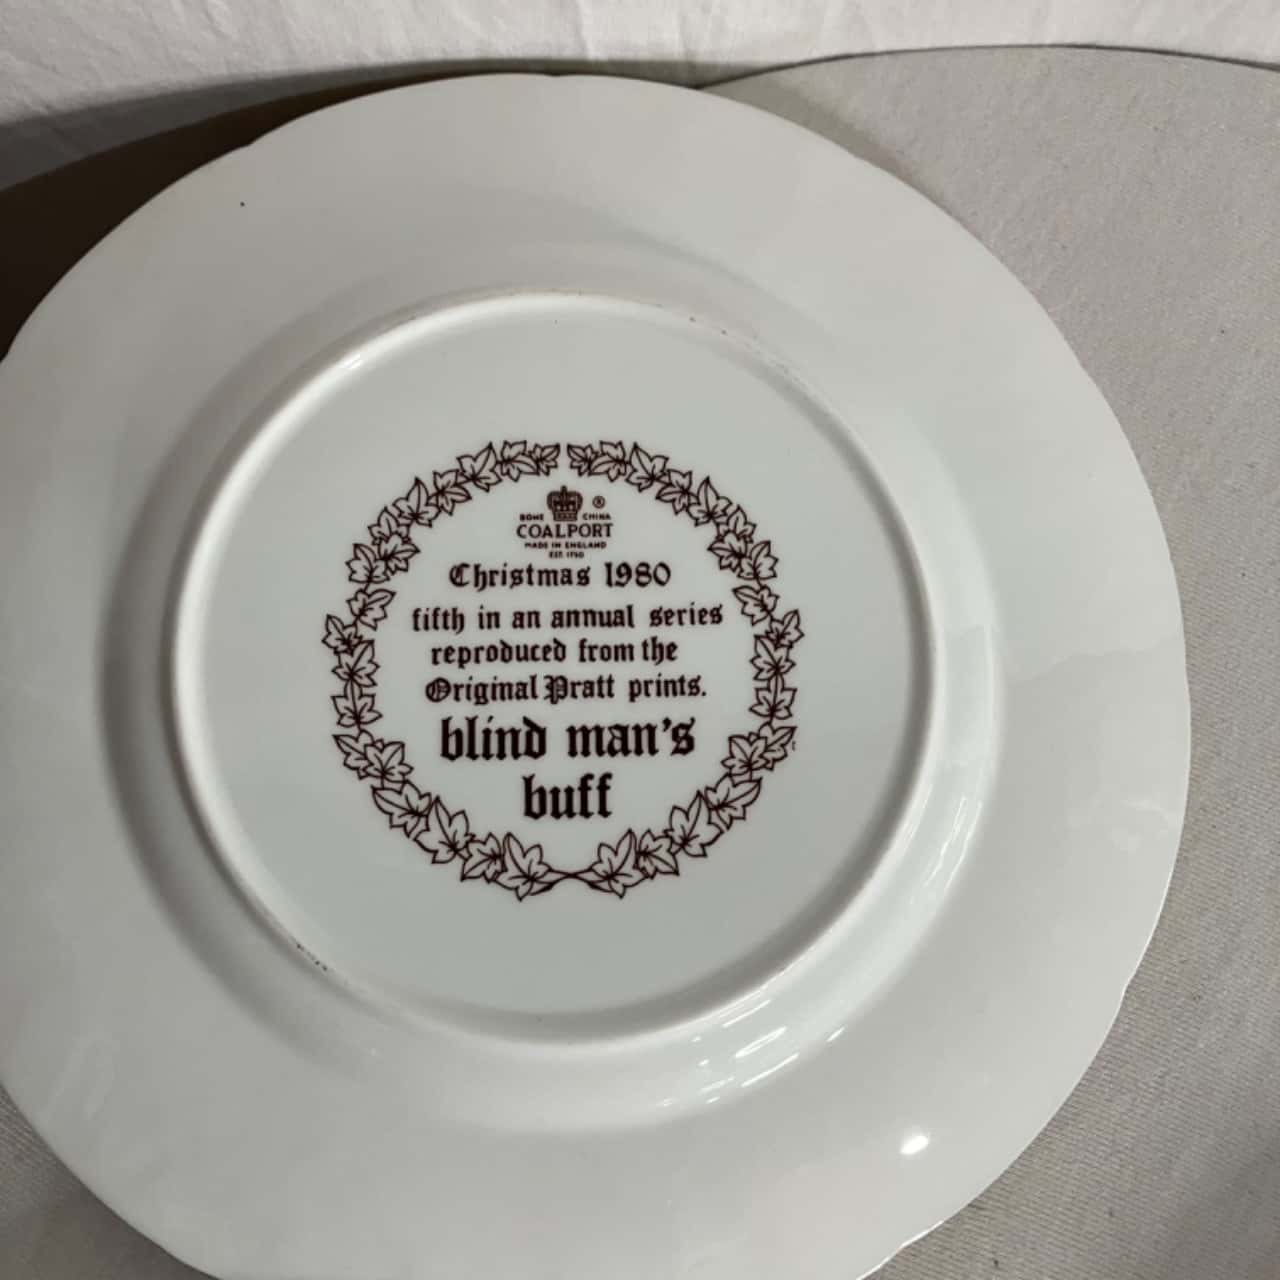 BONE CHINA ®
COALPORT
MADE IN ENGLAND
EST. 1750
Christmas 1980
fifth in an annual series
reproduced from the
Original Pratt prints.
blind man's
buff